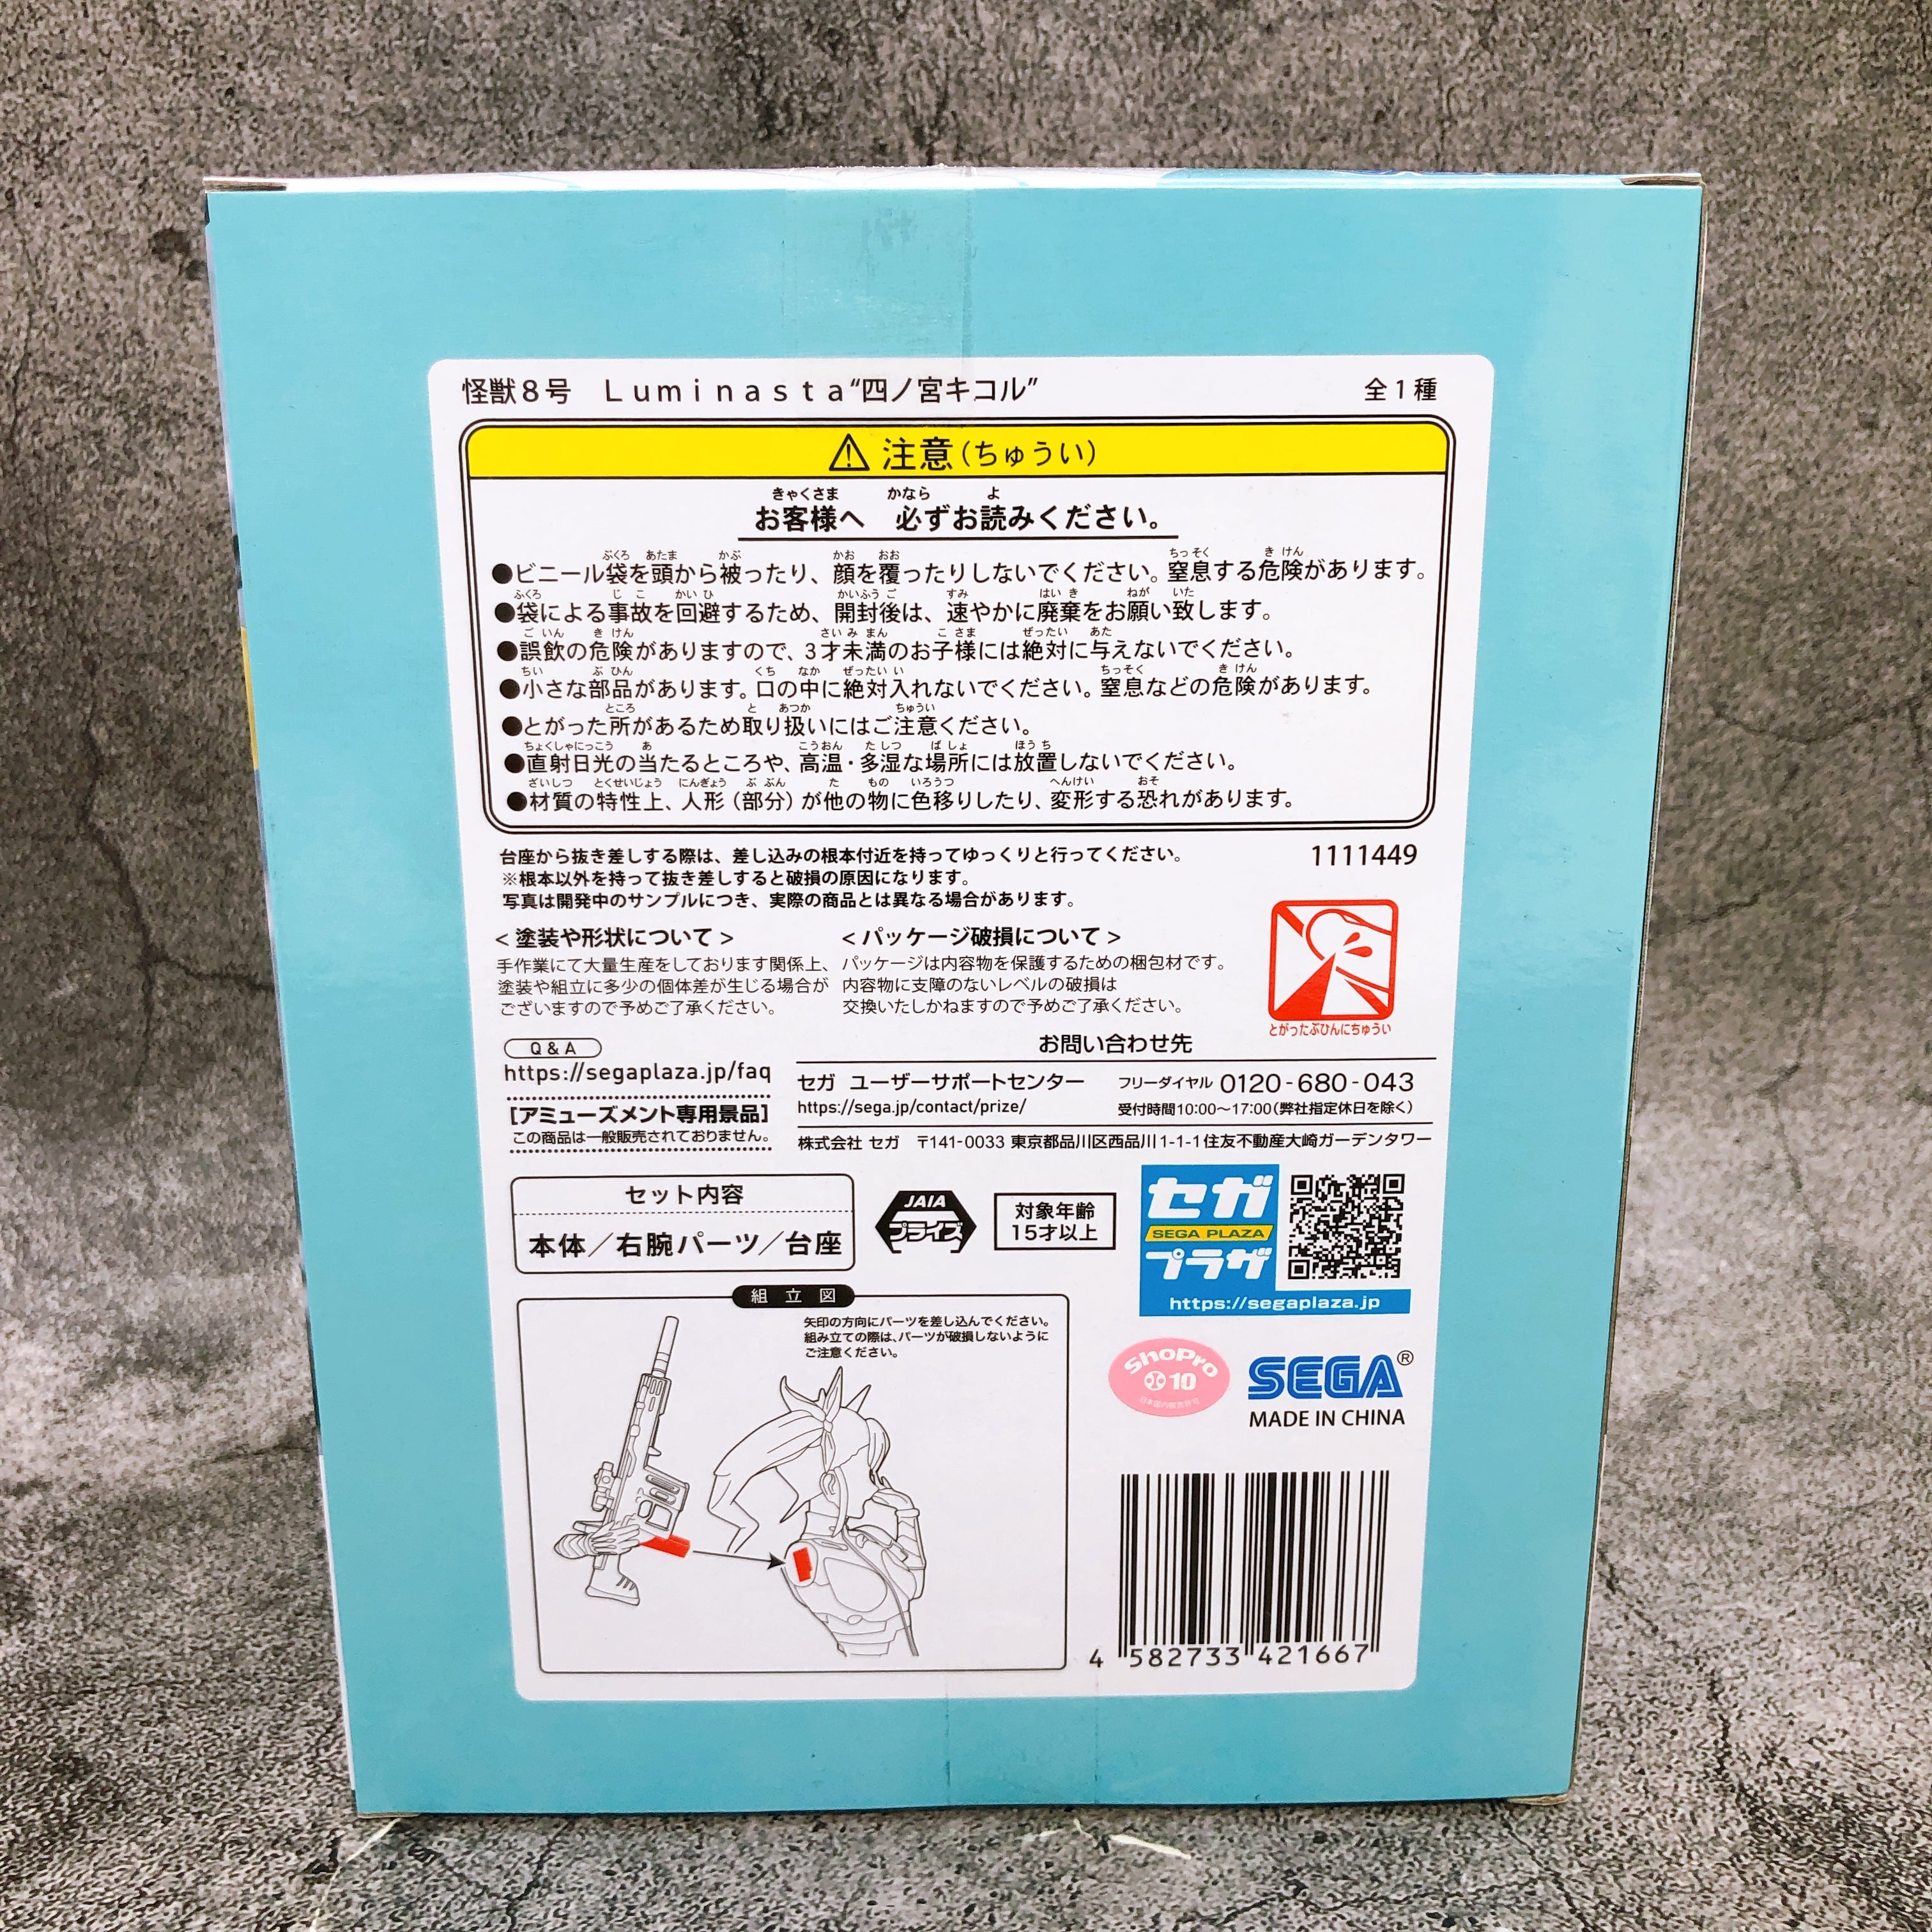 怪獣8号　Luminasta“四ノ宮キコル”　全1種
⚠ 注意(ちゅうい)
お客様へ　必ずお読みください。
●ビニール袋を頭から被ったり、顔を覆ったりしないでください。窒息する危険があります。
●袋による事故を回避するため、開封後は、速やかに廃棄をお願い致します。
●誤飲の危険がありますので、3才未満のお子様には絶対に与えないでください。
●小さな部品があります。口の中に絶対入れないでください。窒息などの危険があります。
●とがった所があるため取り扱いにはご注意ください。
●直射日光の当たるところや、高温・多湿な場所には放置しないでください。
●材質の特性上、人形(部分)が他の物に色移りしたり、変形する恐れがあります。
台座から抜き差しする際は、差し込みの根本付近を持ってゆっくりと行ってください。
※根本以外を持って抜き差しすると破損の原因になります。
写真は開発中のサンプルにつき、実際の商品とは異なる場合があります。
1111449
とがったぶひんにちゅうい
<塗装や形状について>
手作業にて大量生産をしております関係上、
塗装や組立に多少の個体差が生じる場合が
ございますので予めご了承ください。
<パッケージ破損について>
パッケージは内容物を保護するための梱包材です。
内容物に支障のないレベルの破損は
交換いたしかねますので予めご了承ください。
Q&A
https://segaplaza.jp/faq
[アミューズメント専用景品]
この商品は一般販売されておりません。
お問い合わせ先
セガ ユーザーサポートセンター
https://sega.jp/contact/prize/
フリーダイヤル 0120-680-043
受付時間10:00～17:00(弊社指定休日を除く)
株式会社 セガ　〒141-0033 東京都品川区西品川1-1-1住友不動産大崎ガーデンタワー
セット内容
本体／右腕パーツ／台座
JAIA
プライズ
対象年齢
15才以上
セガ
SEGA PLAZA
プラザ
https://segaplaza.jp
組立図
矢印の方向にパーツを差し込んでください。
組み立ての際は、パーツが破損しないように
ご注意ください。
ShoPro
10
日本国内販売許可
SEGA®
MADE IN CHINA
4 582733 421667